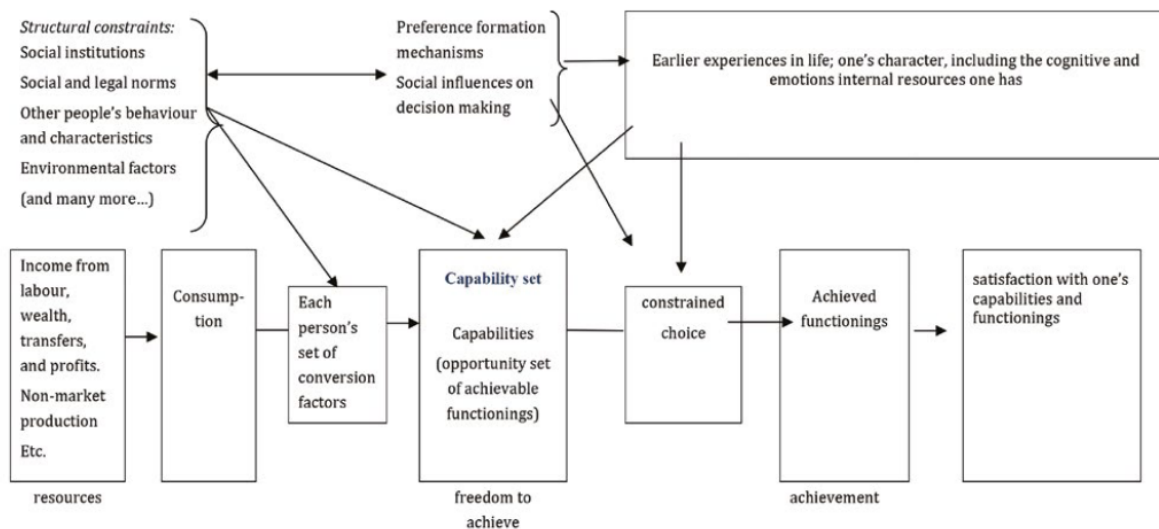 Structural constraints:
Social institutions
Social and legal norms
Other people's behaviour
and characteristics
Environmental factors
(and many more...)
Preference formation
mechanisms
Social influences on
decision making
Earlier experiences in life; one's character, including the cognitive and
emotions internal resources one has
Income from
labour,
wealth,
transfers,
and profits.
Non-market
production
Etc.
resources
Consump-
tion
Each
person's
set of
conversion
factors
Capability set
Capabilities
(opportunity set
of achievable
functionings)
freedom to
achieve
constrained
choice
Achieved
functionings
achievement
satisfaction with one's
capabilities and
functionings